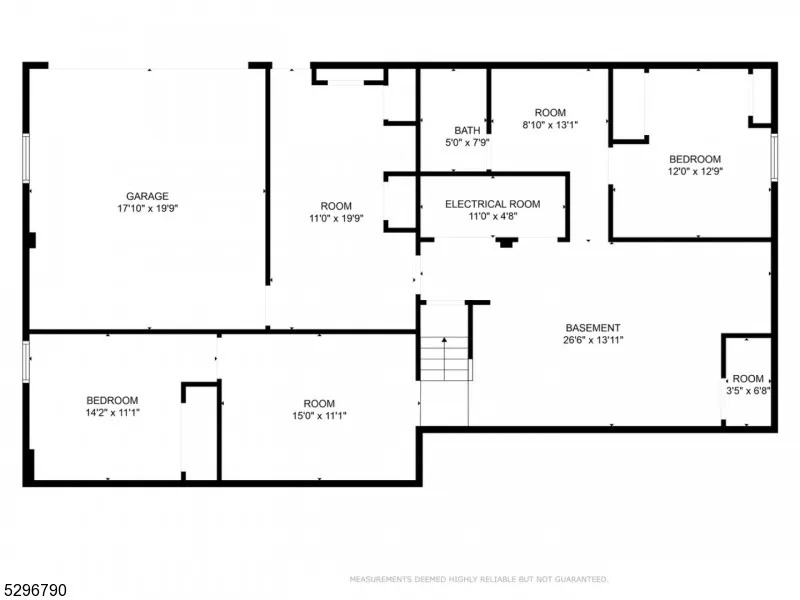 GARAGE
17'10" x 19'9"
ROOM
11'0" x 19'9"
BATH
5'0" x 7'9"
ROOM
8'10" x 13'1"
BEDROOM
12'0" x 12'9"
ELECTRICAL ROOM
11'0" x 4'8"
BASEMENT
26'6" x 13'11"
ROOM
3'5" x 6'8"
BEDROOM
14'2" x 11'1"
ROOM
15'0" x 11'1"
MEASUREMENTS DEEMED HIGHLY RELIABLE BUT NOT GUARANTEED.
5296790